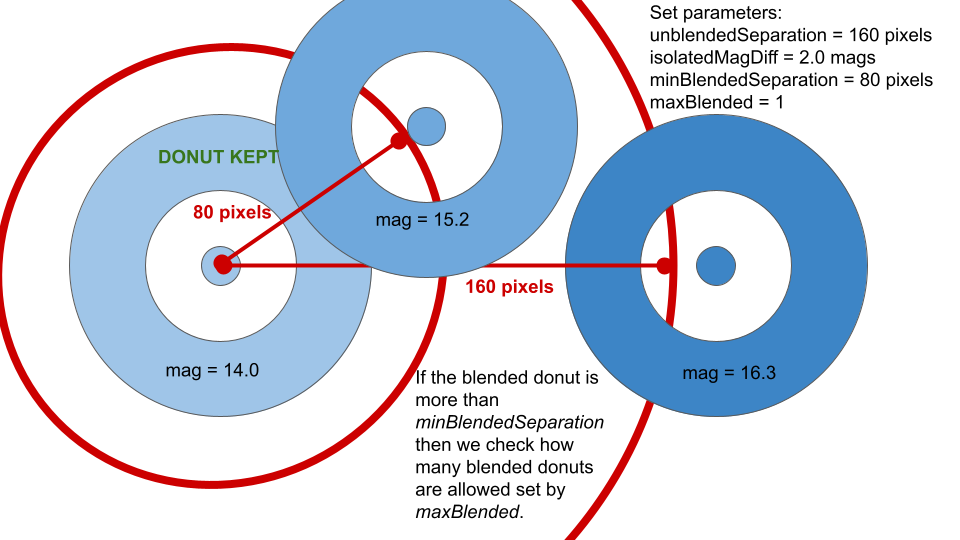 Set parameters:
unblendedSeparation = 160 pixels
isolatedMagDiff = 2.0 mags
minBlendedSeparation = 80 pixels
maxBlended = 1
DONUT KEPT
80 pixels
mag = 15.2
160 pixels
mag = 14.0
mag = 16.3
If the blended donut is
more than
minBlendedSeparation
then we check how
many blended donuts
are allowed set by
maxBlended.